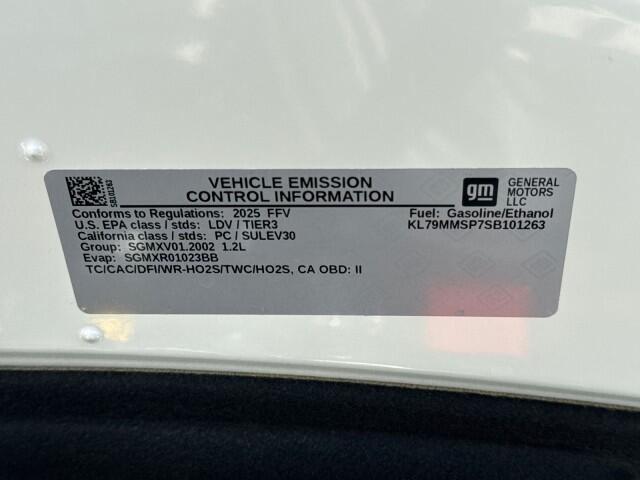 SB101263
VEHICLE EMISSION
CONTROL INFORMATION
gm
GENERAL
MOTORS
LLC
Conforms to Regulations: 2025 FFV
Fuel: Gasoline/Ethanol
U.S. EPA class / stds: LDV / TIER3
KL79MMSP7SB101263
California class / stds: PC / SULEV30
Group: SGMXV01.2002 1.2L
Evap: SGMXR01023BB
TC/CAC/DFI/WR-HO2S/TWC/HO2S, CA OBD: II